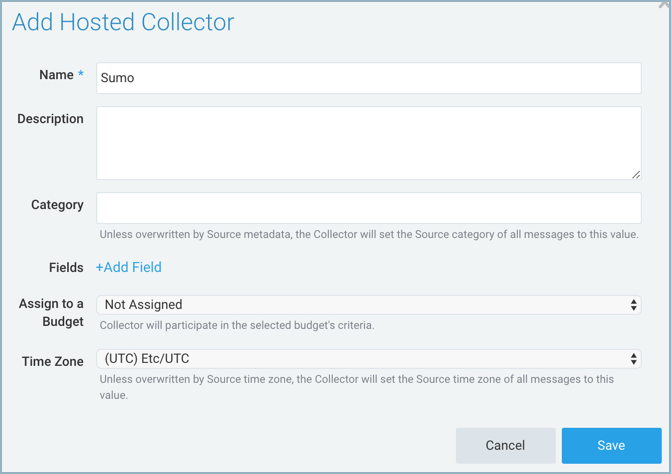 Add Hosted Collector
Name *
Sumo
Description
Category
Unless overwritten by Source metadata, the Collector will set the Source category of all messages to this value.
Fields
+Add Field
Assign to a
Budget
Not Assigned
Collector will participate in the selected budget's criteria.
Time Zone
(UTC) Etc/UTC
Unless overwritten by Source time zone, the Collector will set the Source time zone of all messages to this
value.
Cancel
Save